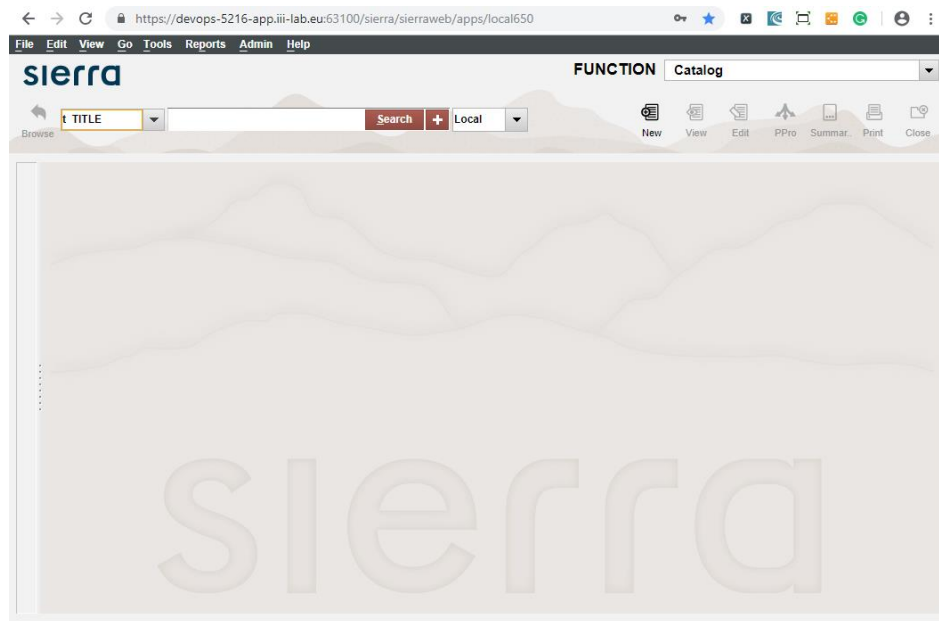 https://devops-5216-app.iii-lab.eu:63100/sierra/sierraweb/apps/local650
File Edit View Go Tools Reports Admin Help
sierra
FUNCTION Catalog
Browse t TITLE Search + Local
New View Edit PPro Summar.. Print Close
sierra